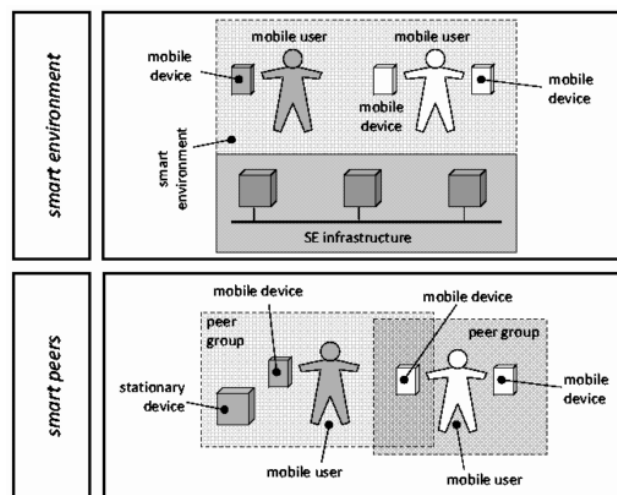 smart environment
mobile user
mobile user
mobile
device
mobile
device
mobile
device
smart
environment
SE infrastructure
smart peers
mobile device
mobile device
peer
group
peer group
stationary
device
mobile
device
mobile user
mobile user